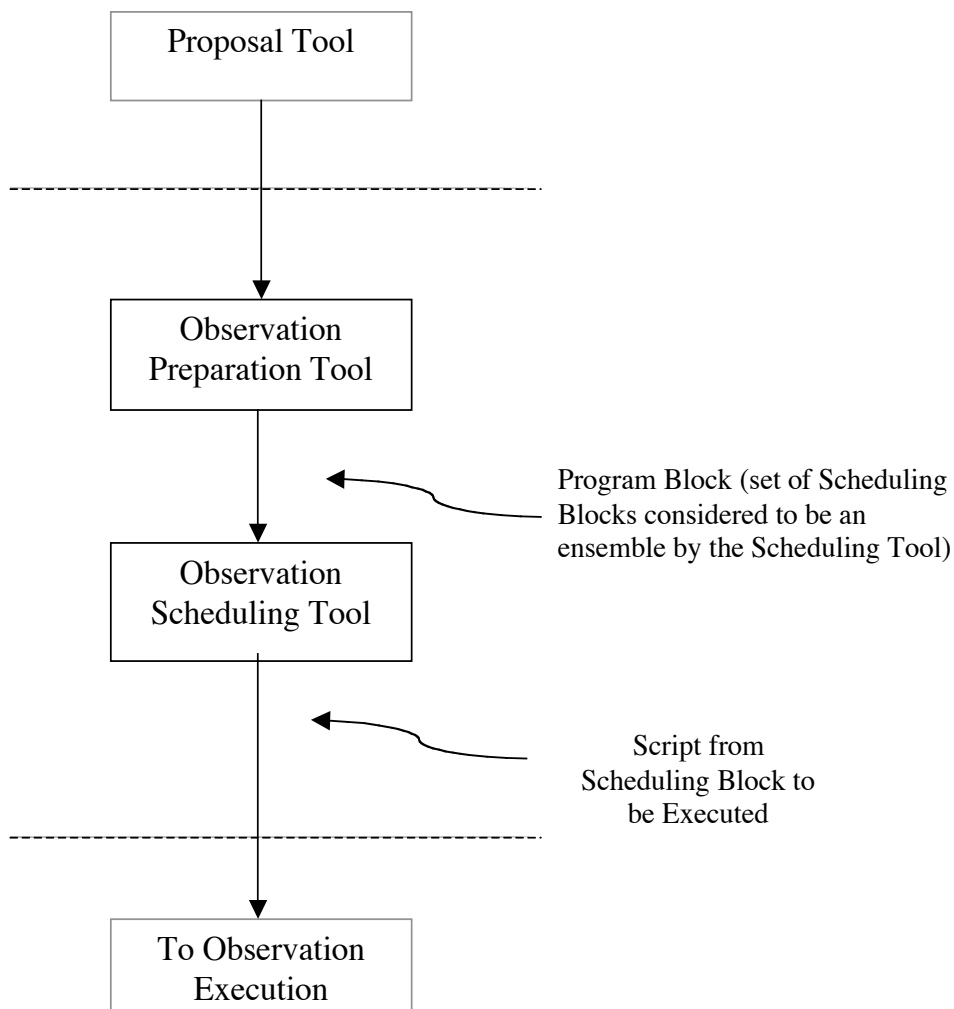 Proposal Tool
Observation
Preparation Tool
Program Block (set of Scheduling
Blocks considered to be an
ensemble by the Scheduling Tool)
Observation
Scheduling Tool
Script from
Scheduling Block to
be Executed
To Observation
Execution